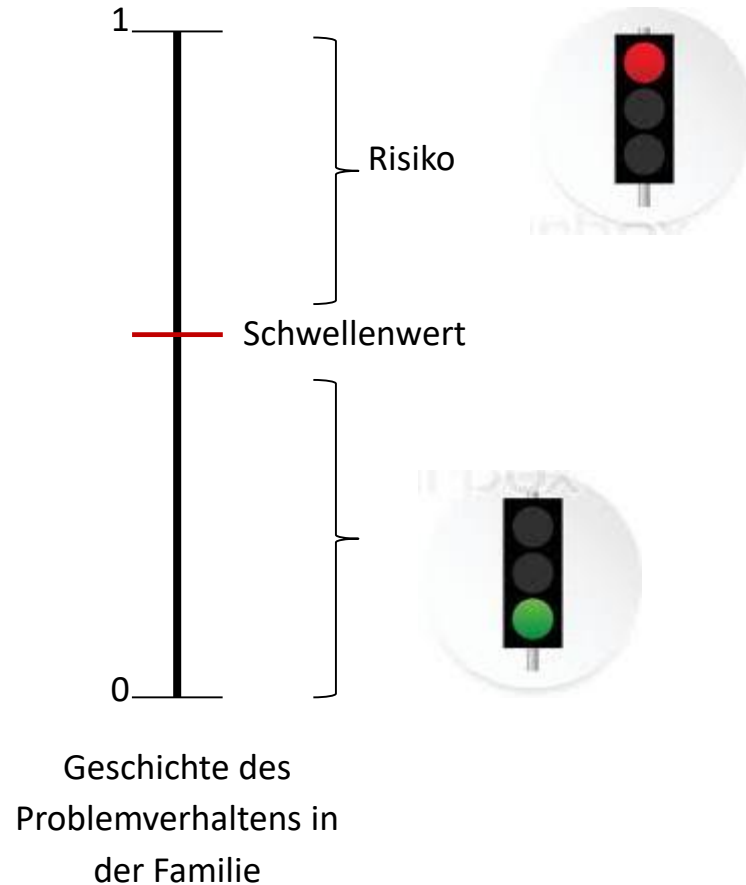 1
Risiko
Schwellenwert
0
Geschichte des
Problemverhaltens in
der Familie